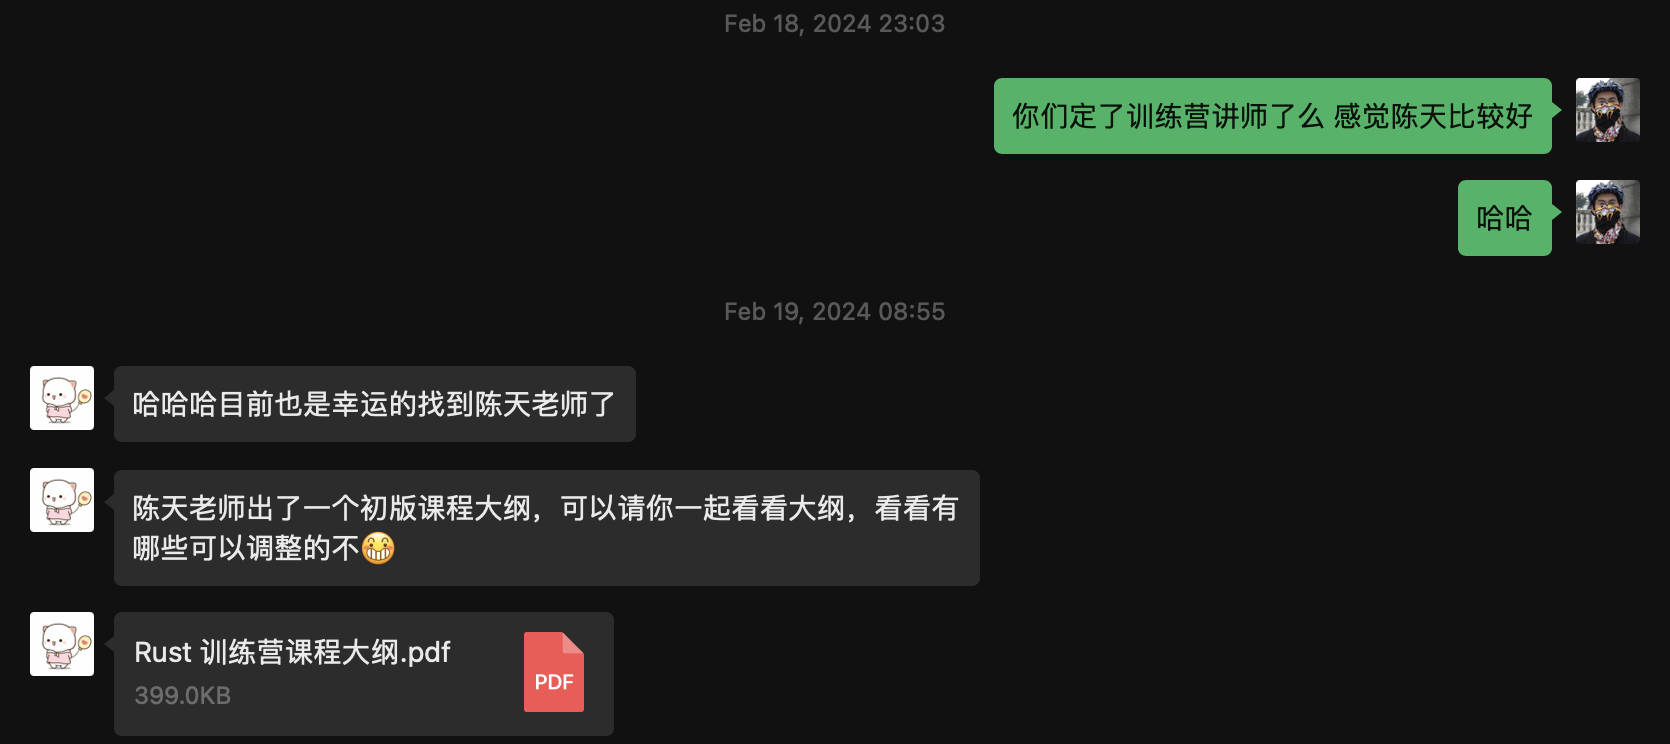 Feb 18, 2024 23:03
你们定了训练营讲师了么 感觉陈天比较好
哈哈
Feb 19, 2024 08:55
哈哈哈目前也是幸运的找到陈天老师了
陈天老师出了一个初版课程大纲，可以请你一起看看大纲，看看有
哪些可以调整的不😁
Rust 训练营课程大纲.pdf
399.0KB
PDF